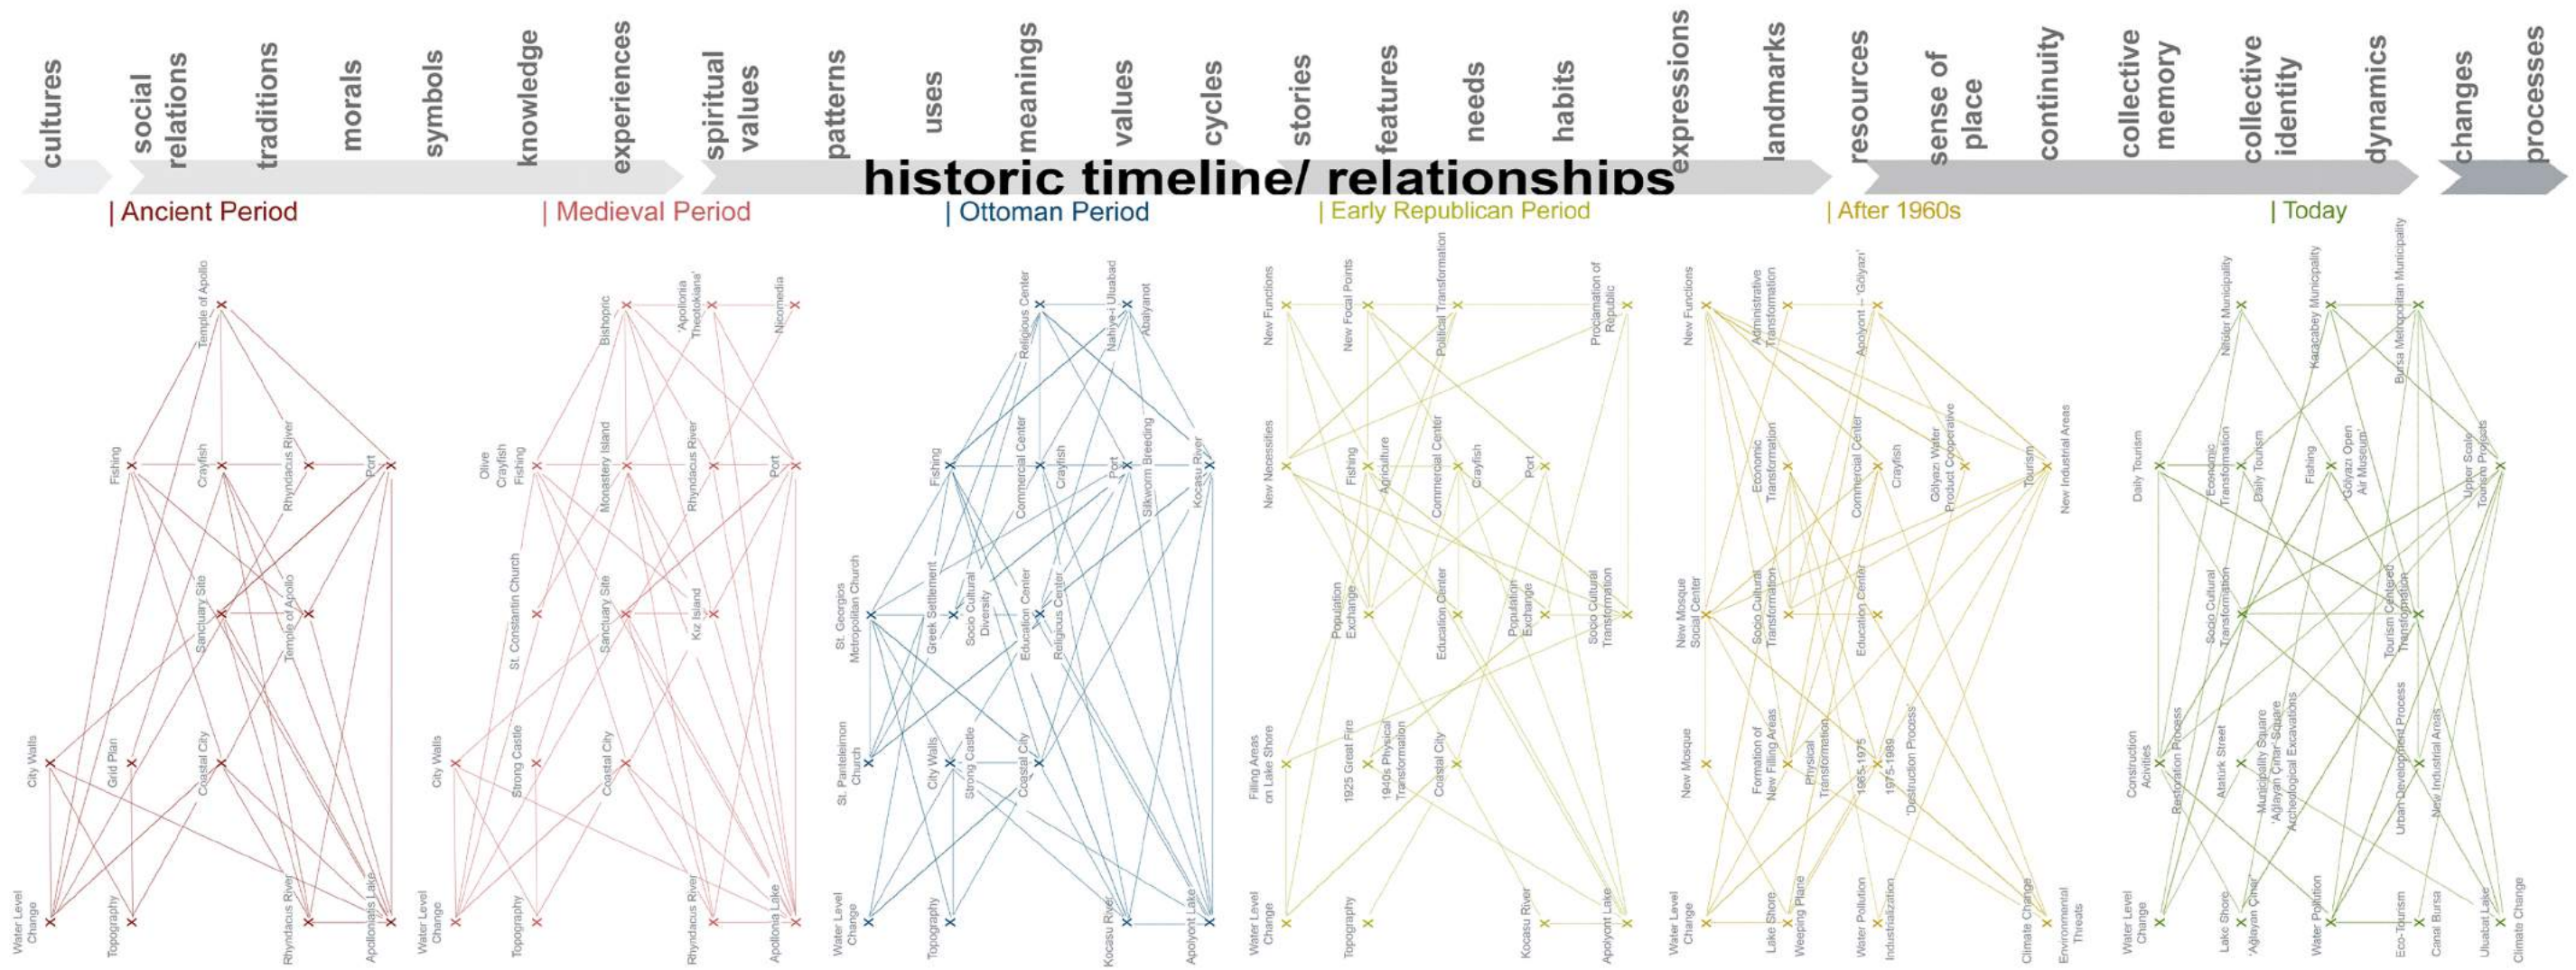 cultures
social
relations
traditions
morals
symbols
knowledge
experiences
spiritual
values
patterns
uses
meanings
values
cycles
stories
features
needs
habits
expressions
landmarks
resources
sense of
place
continuity
collective
memory
collective
identity
dynamics
changes
processes
historic timeline/ relationships
| Ancient Period
Temple of Apollo
Fishing
Crayfish
Rhyndacus River
Port
Sanctuary Site
Temple of Apollo
City Walls
Grid Plan
Coastal City
Water Level
Change
Topography
Rhyndacus River
Apolloniatis Lake
| Medieval Period
Bishopric
'Apollonia
Theotokiana'
Nicomedia
Olive
Crayfish
Fishing
Monastery Island
Rhyndacus River
Port
St. Constantin Church
Sanctuary Site
Kız Island
City Walls
Strong Castle
Coastal City
Water Level
Change
Topography
Rhyndacus River
Apollonia Lake
| Ottoman Period
Religious Center
Nahiye-i Uluabad
Abalyanot
Fishing
Commercial Center
Crayfish
Port
Silkworm Breeding
Kocasu River
St. Georgios
Metropolitan Church
Greek Settlement
Socio Cultural
Diversity
Education Center
Religious Center
St. Panteleimon
Church
City Walls
Strong Castle
Coastal City
Water Level
Change
Topography
Kocasu River
Apolyont Lake
| Early Republican Period
New Functions
New Focal Points
Political Transformation
Proclamation of
Republic
New Necessities
Fishing
Agriculture
Commercial Center
Crayfish
Port
Population
Exchange
Education Center
Population
Exchange
Socio Cultural
Transformation
Filling Areas
on Lake Shore
1925 Great Fire
1940s Physical
Transformation
Coastal City
Water Level
Change
Topography
Kocasu River
Apolyont Lake
| After 1960s
New Functions
Administrative
Transformation
Apolyont – 'Gölyazı'
Economic
Transformation
Commercial Center
Crayfish
Gölyazı Water
Product Cooperative
Tourism
New Industrial Areas
New Mosque
Social Center
Socio Cultural
Transformation
Education Center
New Mosque
Formation of
New Filling Areas
Physical
Transformation
1965-1975
1975-1989
'Destruction Process'
Water Level
Change
Lake Shore
Weeping Plane
Water Pollution
Industrialization
Climate Change
Environmental
Threats
| Today
Nilüfer Municipality
Karacabey Municipality
Bursa Metropolitan Municipality
Daily Tourism
Economic
Transformation
Daily Tourism
Fishing
'Gölyazı Open
Air Museum'
Upper Scale
Tourism Projects
Socio Cultural
Transformation
Tourism Centered
Transformation
Construction
Acivities
Restoration Process
Atatürk Street
Municipality Square
'Ağlayan Çınar' Square
Archeological Excavations
Urban Development Process
New Industrial Areas
Water Level
Change
Lake Shore
'Ağlayan Çınar'
Water Pollution
Eco-Tourism
Canal Bursa
Uluabat Lake
Climate Change